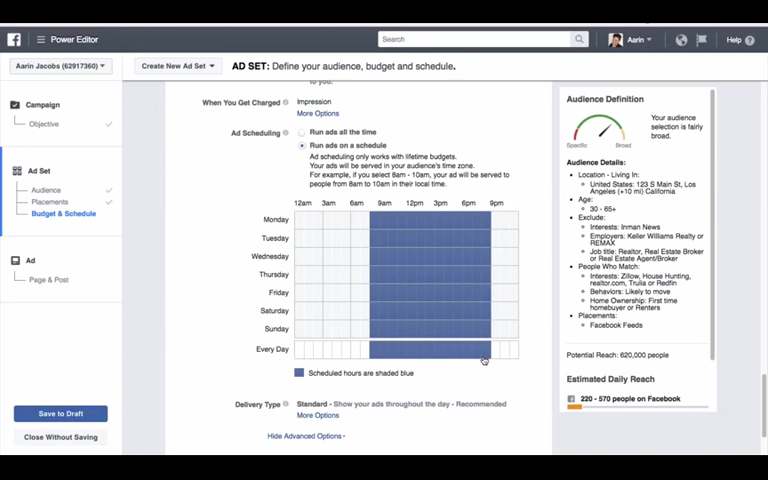 Power Editor
Search
Aarin
Help
Aarin Jacobs (62917360)
Create New Ad Set
AD SET: Define your audience, budget and schedule.
Campaign
Objective
Ad Set
Audience
Placements
Budget & Schedule
Ad
Page & Post
Save to Draft
Close Without Saving
to you.
When You Get Charged
Impression
More Options
Ad Scheduling
Run ads all the time
Run ads on a schedule
Ad scheduling only works with lifetime budgets.
Your ads will be served in your audience's time zone.
For example, if you select 8am - 10am, your ad will be served to
people from 8am to 10am in their local time.
12am 3am 6am 9am 12pm 3pm 6pm 9pm
Monday
Tuesday
Wednesday
Thursday
Friday
Saturday
Sunday
Every Day
Scheduled hours are shaded blue
Delivery Type
Standard - Show your ads throughout the day - Recommended
More Options
Hide Advanced Options
Audience Definition
Specific
Broad
Your audience
selection is fairly
broad.
Audience Details:
Location - Living In:
United States: 123 S Main St, Los
Angeles (+10 mi) California
Age:
30 - 65+
Exclude:
Interests: Inman News
Employers: Keller Williams Realty or
REMAX
Job title: Realtor, Real Estate Broker
or Real Estate Agent/Broker
People Who Match:
Interests: Zillow, House Hunting,
realtor.com, Trulia or Redfin
Behaviors: Likely to move
Home Ownership: First time
homebuyer or Renters
Placements:
Facebook Feeds
Potential Reach: 620,000 people
Estimated Daily Reach
220 - 570 people on Facebook